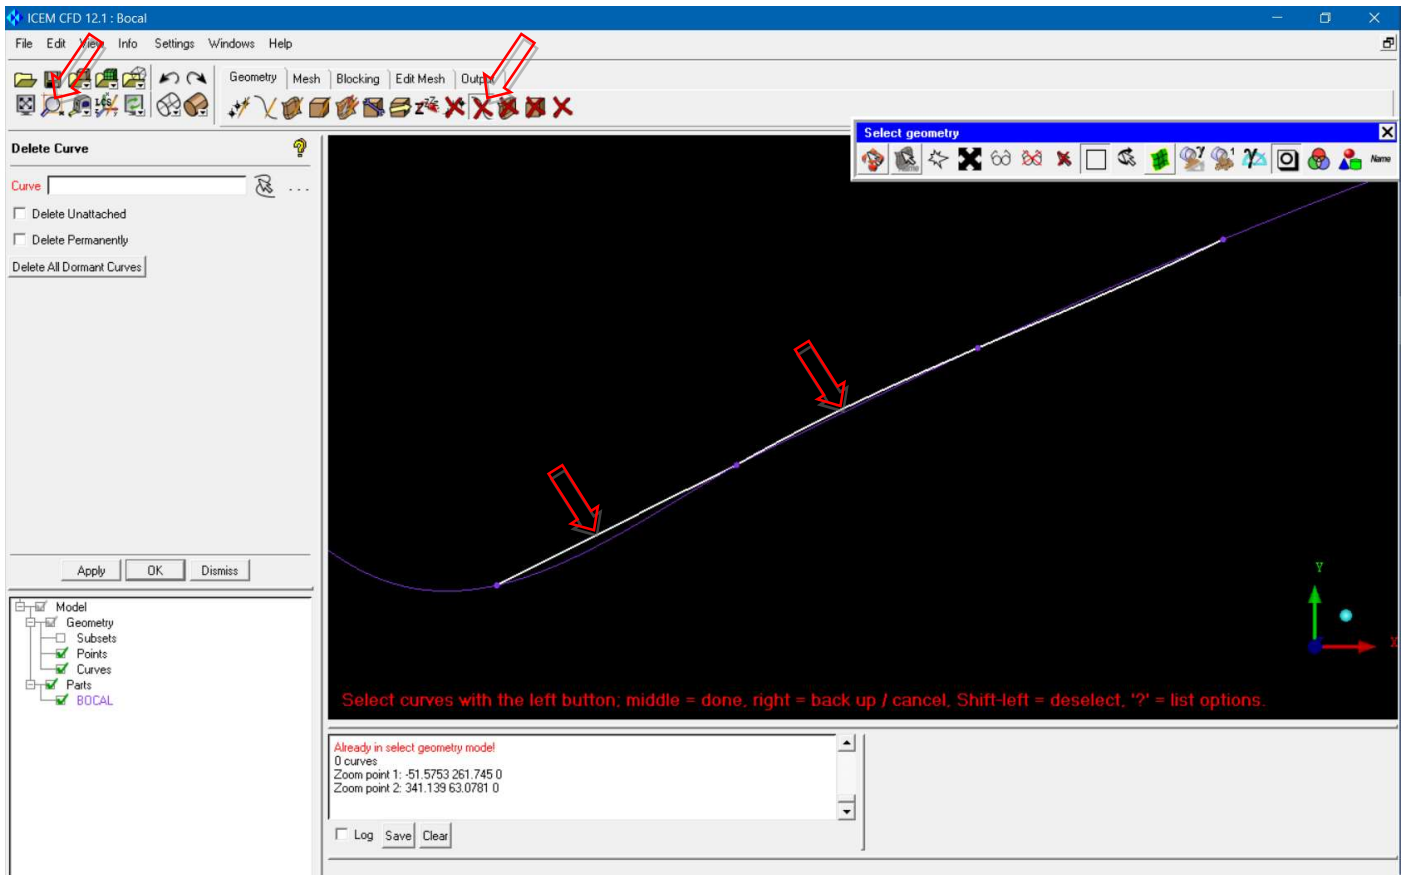 ICEM CFD 12.1 : Bocal
File Edit View Info Settings Windows Help
Geometry Mesh Blocking Edit Mesh Output
Select geometry
Name
Delete Curve
Curve
...
Delete Unattached
Delete Permanently
Delete All Dormant Curves
Apply OK Dismiss
Model
Geometry
Subsets
Points
Curves
Parts
BOCAL
Y
X
Select curves with the left button; middle = done, right = back up / cancel, Shift-left = deselect, '?' = list options.
Already in select geometry mode!
0 curves
Zoom point 1: -51.5753 261.745 0
Zoom point 2: 341.139 63.0781 0
Log Save Clear